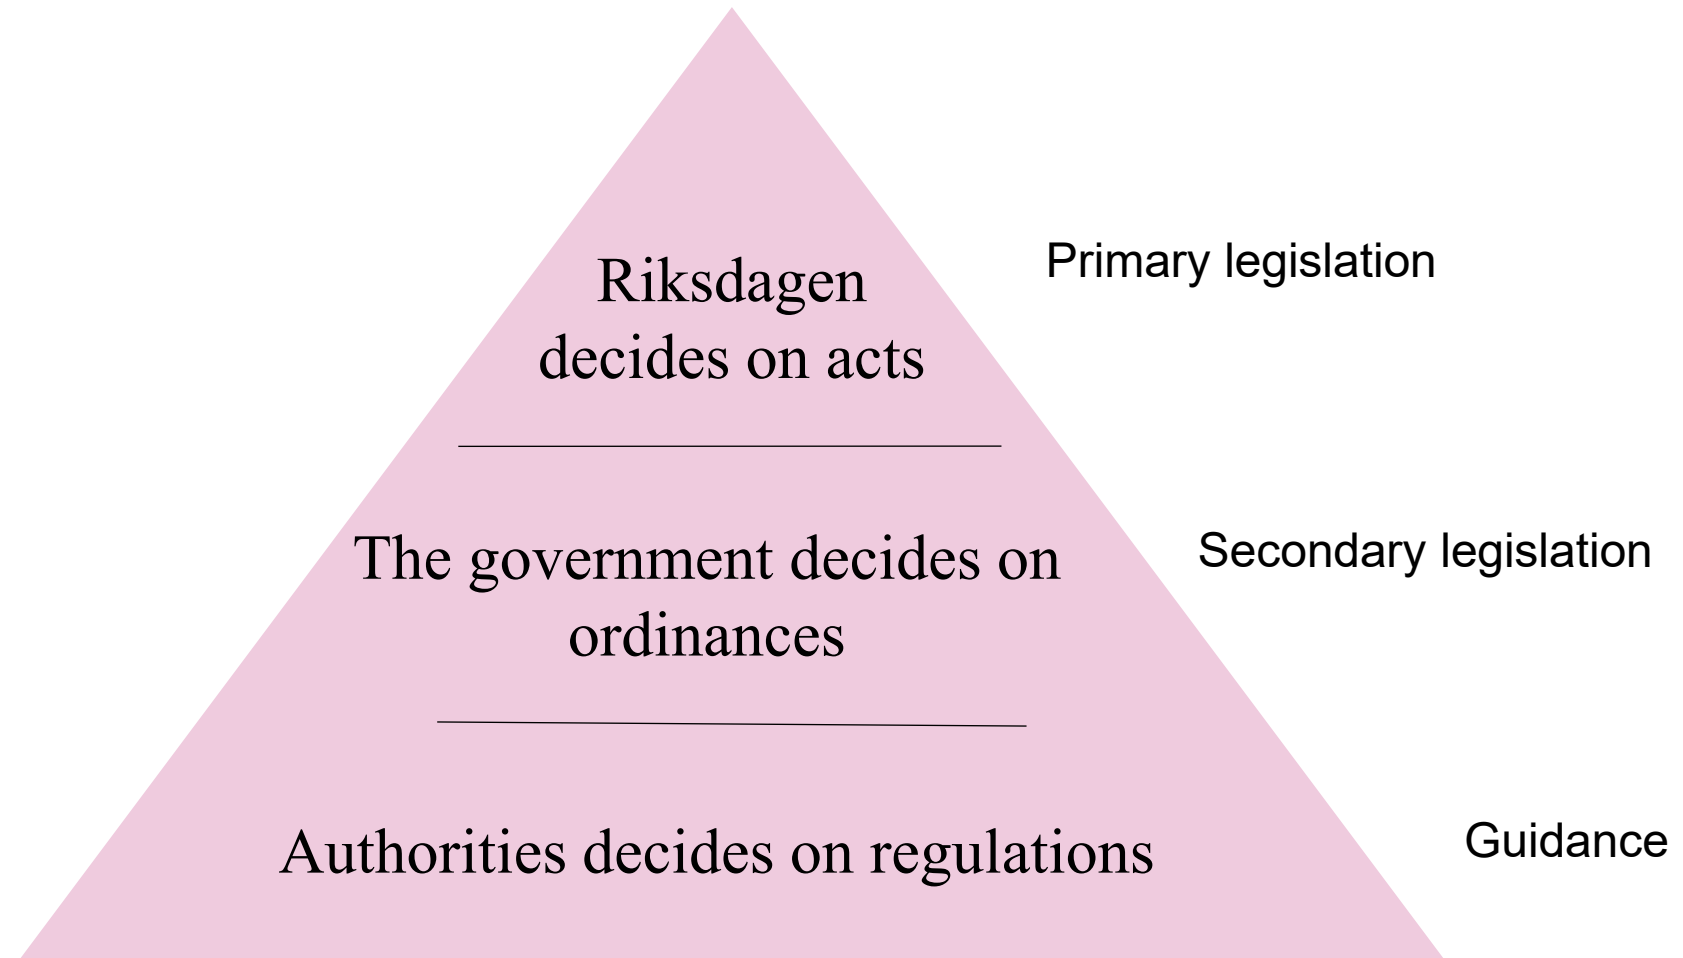 Riksdagen
decides on acts
Primary legislation
The government decides on
ordinances
Secondary legislation
Authorities decides on regulations
Guidance